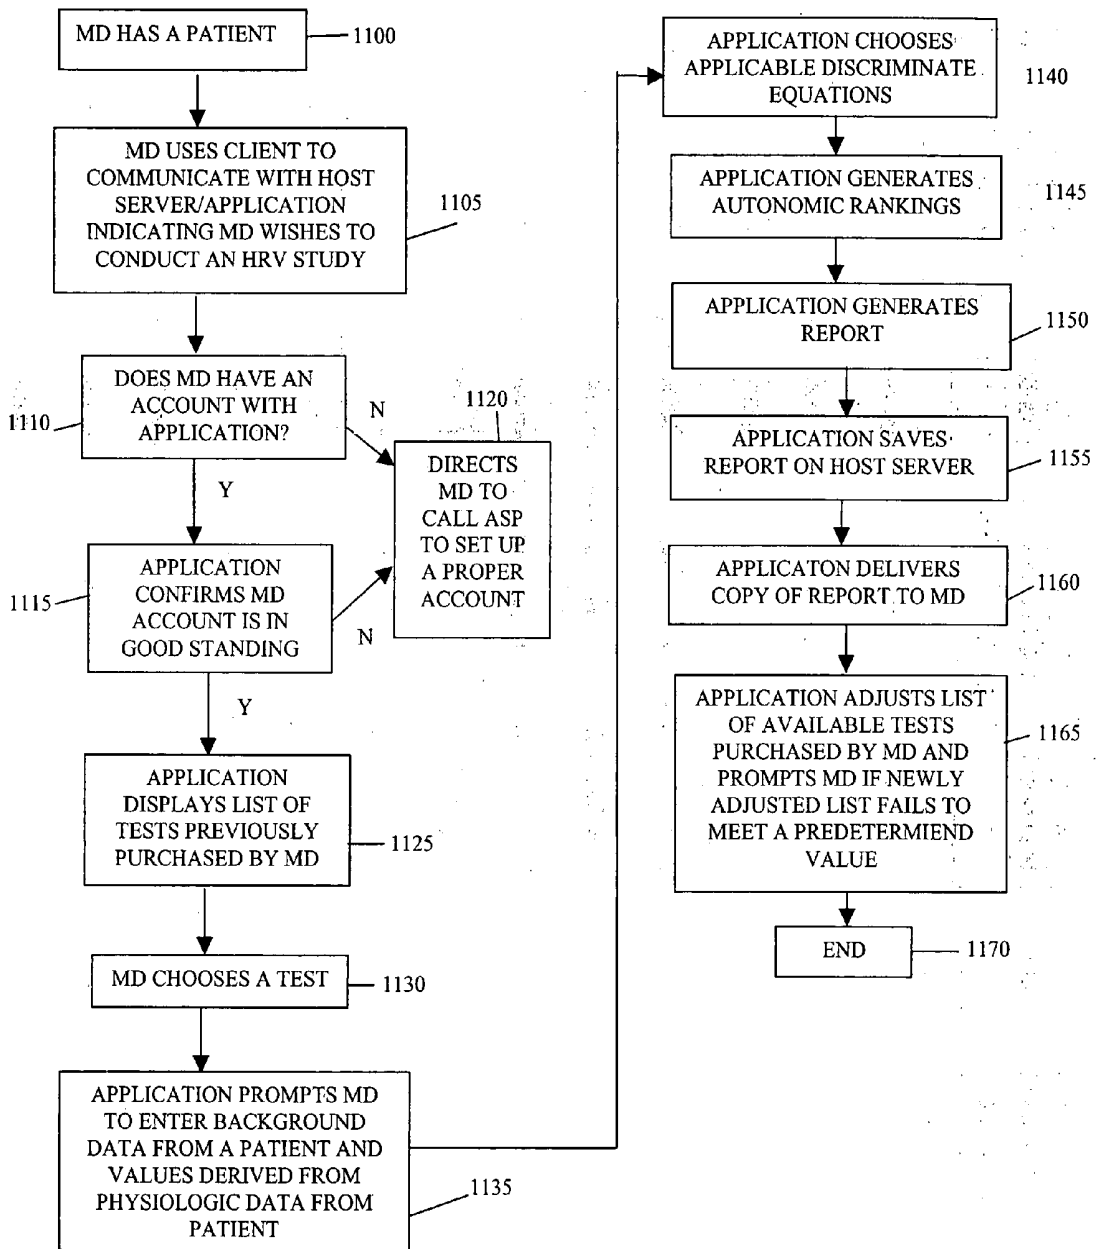 MD HAS A PATIENT
1100
MD USES CLIENT TO
COMMUNICATE WITH HOST
SERVER/APPLICATION
INDICATING MD WISHES TO
CONDUCT AN HRV STUDY
1105
DOES MD HAVE AN
ACCOUNT WITH
APPLICATION?
1110
N
Y
1120
DIRECTS
MD TO
CALL ASP
TO SET UP
A PROPER
ACCOUNT
APPLICATION
CONFIRMS MD
ACCOUNT IS IN
GOOD STANDING
1115
N
Y
APPLICATION
DISPLAYS LIST OF
TESTS PREVIOUSLY
PURCHASED BY MD
1125
MD CHOOSES A TEST
1130
APPLICATION PROMPTS MD
TO ENTER BACKGROUND
DATA FROM A PATIENT AND
VALUES DERIVED FROM
PHYSIOLOGIC DATA FROM
PATIENT
1135
APPLICATION CHOOSES
APPLICABLE DISCRIMINATE
EQUATIONS
1140
APPLICATION GENERATES
AUTONOMIC RANKINGS
1145
APPLICATION GENERATES
REPORT
1150
APPLICATION SAVES
REPORT ON HOST SERVER
1155
APPLICATON DELIVERS
COPY OF REPORT TO MD
1160
APPLICATION ADJUSTS LIST
OF AVAILABLE TESTS
PURCHASED BY MD AND
PROMPTS MD IF NEWLY
ADJUSTED LIST FAILS TO
MEET A PREDETERMIEND
VALUE
1165
END
1170